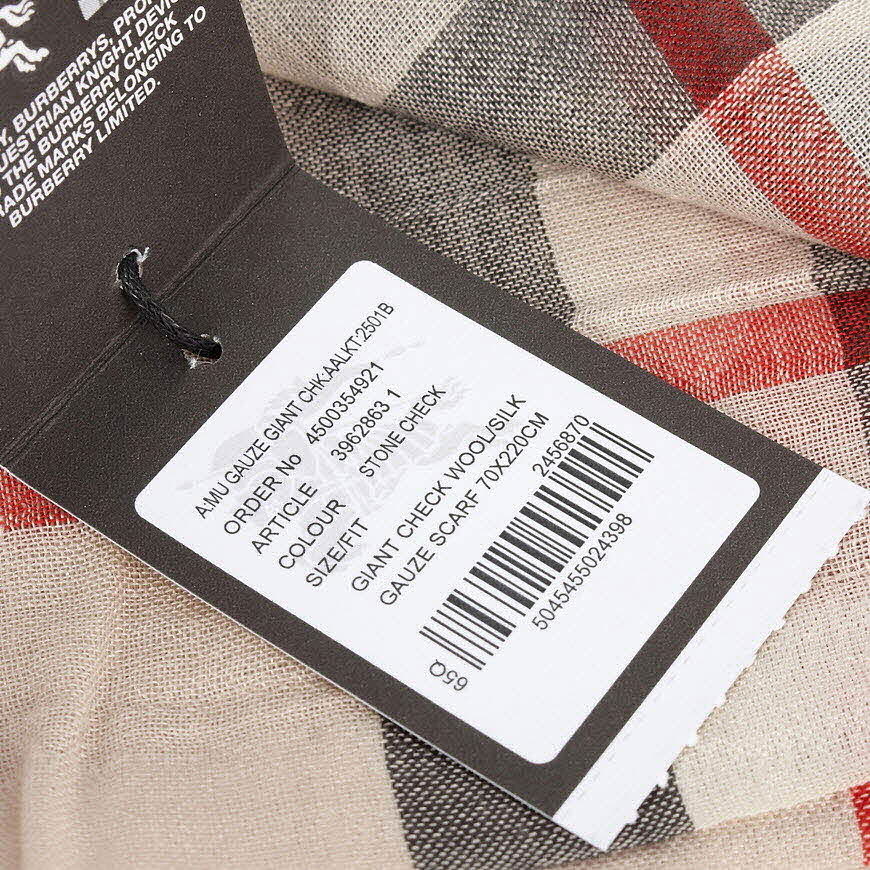 Y, BURBERRYS, PRO
UESTRIAN KNIGHT DEVI
THE BURBERRY CHECK
MARKS BELONGING TO
BURBERRY LIMITED.
A:MU GAUZE GIANT CHK:AALKT:2501B
ORDER No 4500354921
ARTICLE 3962863 1
COLOUR STONE CHECK
SIZE/FIT
GIANT CHECK WOOL/SILK
GAUZE SCARF 70X220CM
2456870
5045455024398
65 Q